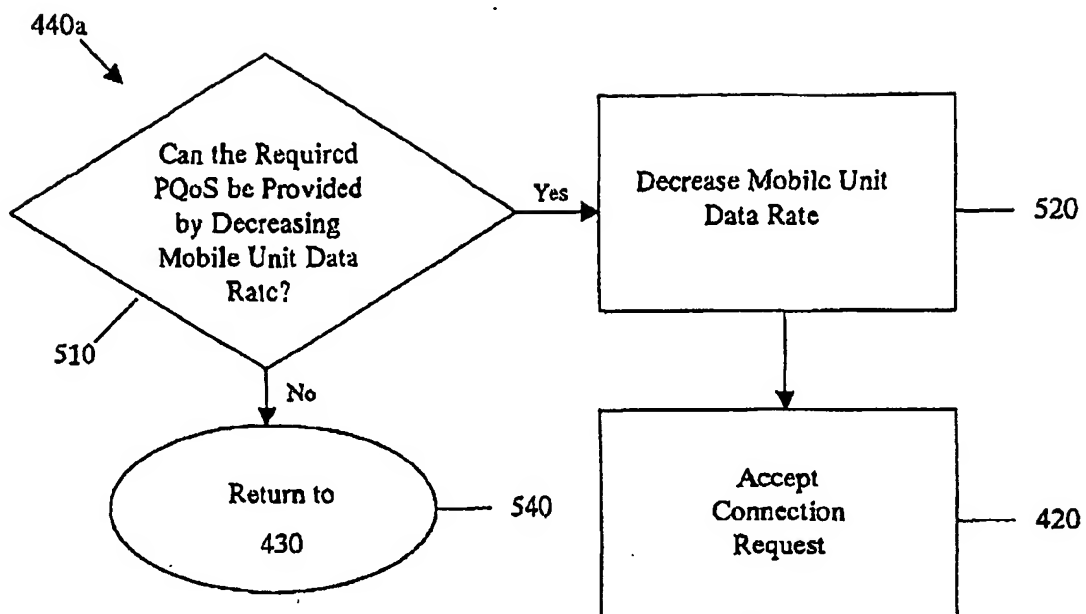 440a
Can the Required
PQoS be Provided
by Decreasing
Mobile Unit Data
Rate?
510
Yes
Decrease Mobile Unit
Data Rate
520
No
Return to
430
540
Accept
Connection
Request
420